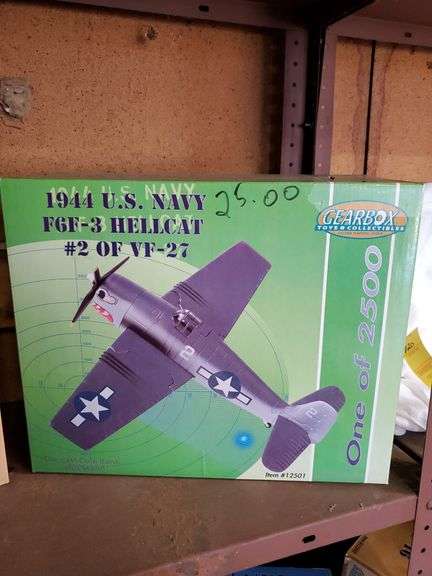 1944 U.S. NAVY
F6F-3 HELLCAT
#2 OF VF-27
25.00
GEARBOX
TOYS & COLLECTIBLES
One of 2500
2
2
Item #12501